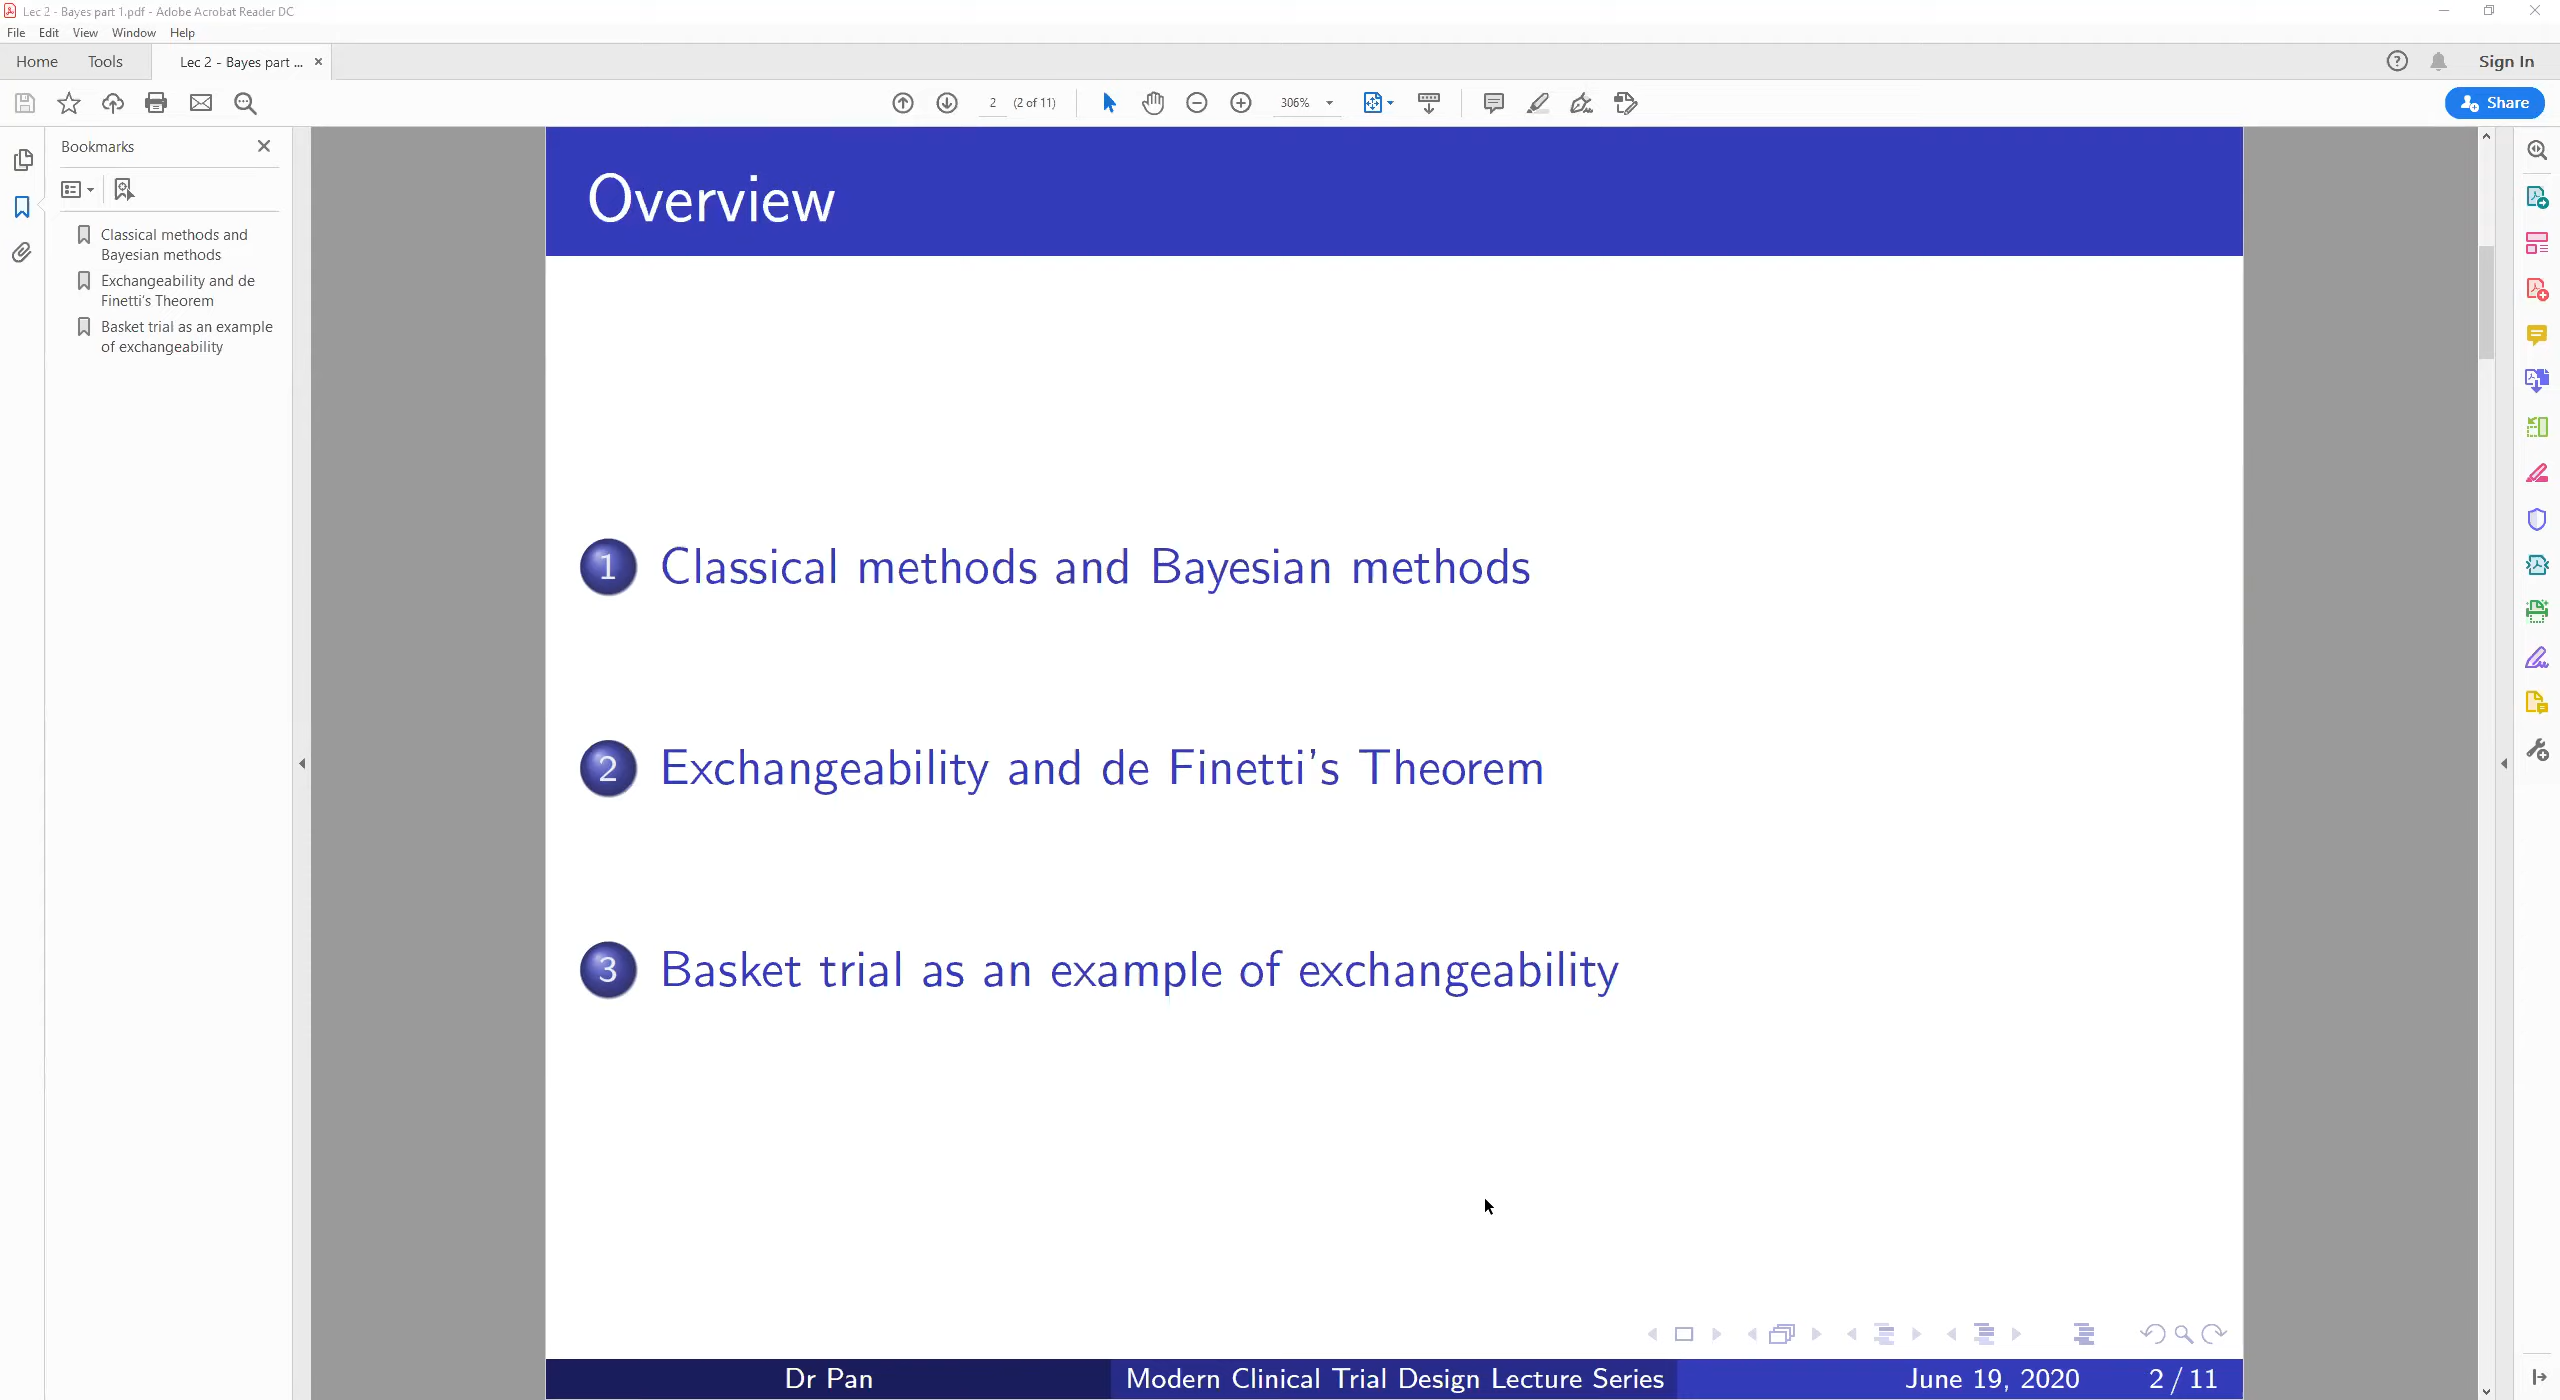 Lec 2 - Bayes part 1.pdf - Adobe Acrobat Reader DC
File Edit View Window Help
Home Tools Lec 2 - Bayes part ... Sign In
2 (2 of 11) 306% Share
Bookmarks
Classical methods and
Bayesian methods
Exchangeability and de
Finetti's Theorem
Basket trial as an example
of exchangeability
Overview
1 Classical methods and Bayesian methods
2 Exchangeability and de Finetti's Theorem
3 Basket trial as an example of exchangeability
Dr Pan Modern Clinical Trial Design Lecture Series June 19, 2020 2 / 11